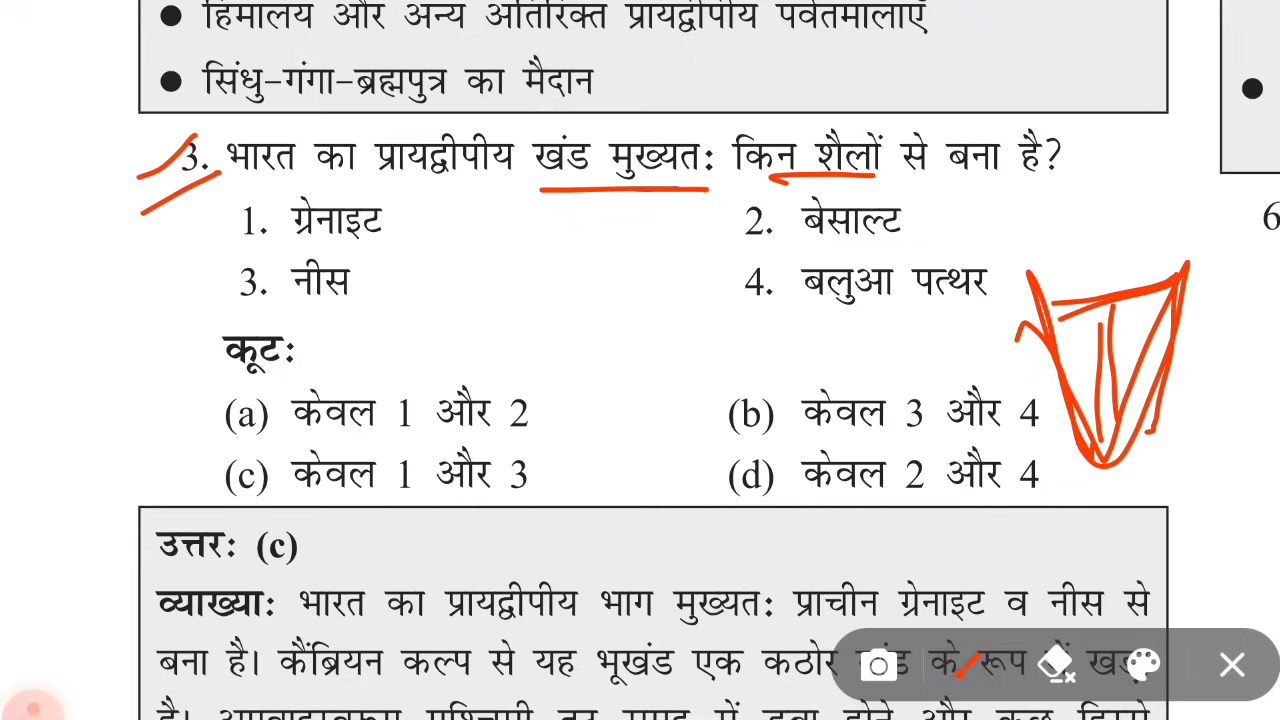 हिमालय और अन्य अतिरिक्त प्रायद्वीपीय पर्वतमालाएँ
सिंधु-गंगा-ब्रह्मपुत्र का मैदान
3. भारत का प्रायद्वीपीय खंड मुख्यतः किन शैलों से बना है?
1. ग्रेनाइट 2. बेसाल्ट
6
3. नीस 4. बलुआ पत्थर
कूटः
(a) केवल 1 और 2 (b) केवल 3 और 4
(c) केवल 1 और 3 (d) केवल 2 और 4
उत्तरः (c)
व्याख्याः भारत का प्रायद्वीपीय भाग मुख्यतः प्राचीन ग्रेनाइट व नीस से
बना है। कैंब्रियन कल्प से यह भूखंड एक कठोर के रूप